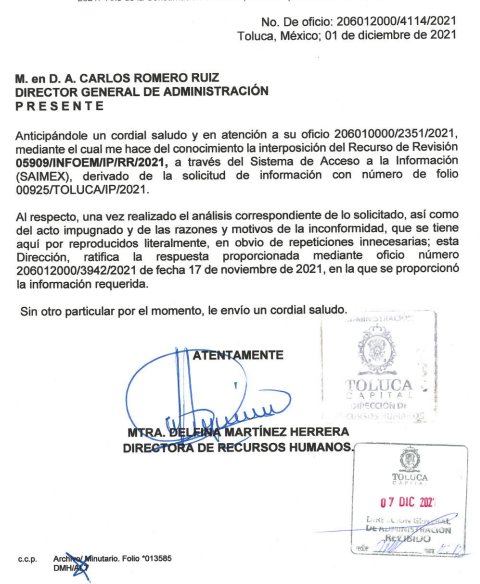 No. De oficio: 206012000/4114/2021
Toluca, México; 01 de diciembre de 2021
M. en D. A. CARLOS ROMERO RUIZ
DIRECTOR GENERAL DE ADMINISTRACIÓN
P R E S E N T E
Anticipándole un cordial saludo y en atención a su oficio 206010000/2351/2021,
mediante el cual me hace del conocimiento la interposición del Recurso de Revisión
05909/INFOEM/IP/RR/2021, a través del Sistema de Acceso a la Información
(SAIMEX), derivado de la solicitud de información con número de folio
00925/TOLUCA/IP/2021.
Al respecto, una vez realizado el análisis correspondiente de lo solicitado, así como
del acto impugnado y de las razones y motivos de la inconformidad, que se tiene
aquí por reproducidos literalmente, en obvio de repeticiones innecesarias; esta
Dirección, ratifica la respuesta proporcionada mediante oficio número
206012000/3942/2021 de fecha 17 de noviembre de 2021, en la que se proporcionó
la información requerida.
Sin otro particular por el momento, le envío un cordial saludo.
TOLUCA
CAPITAL
DIRECCIÓN DE
ATENTAMENTE
MTRA. DELFINA MARTÍNEZ HERRERA
DIRECTORA DE RECURSOS HUMANOS.
TOLUCA
CAPITAL
07 DIC 202
DIRECCIÓN GENERAL
DE ADMINISTRACIÓN
RECIBIDO
c.c.p. Archivo/ Minutario. Folio *013585
DMH/